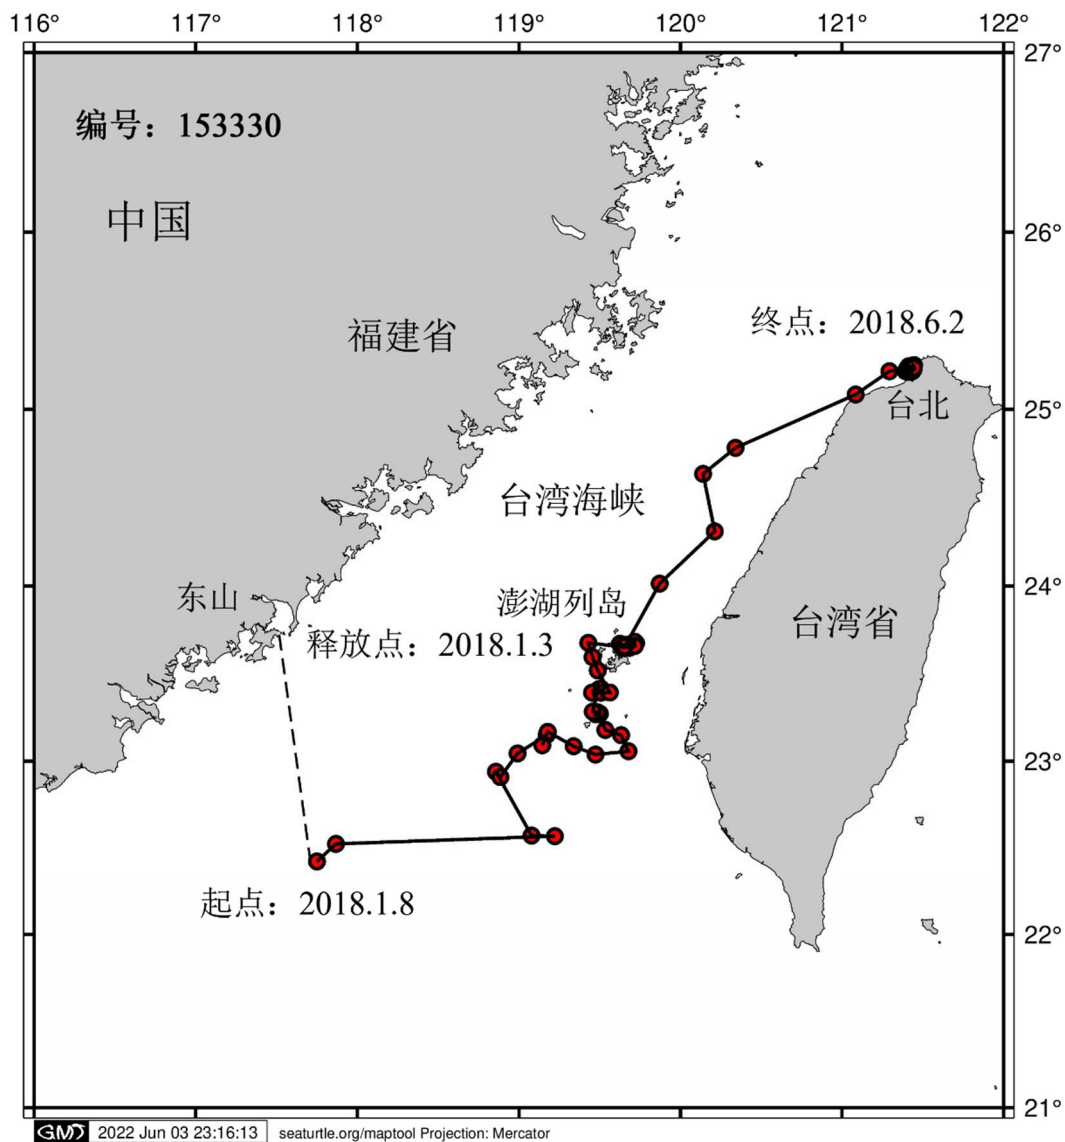 116° 117° 118° 119° 120° 121° 122°
27°
编号：153330
中国
26°
福建省
终点：2018.6.2
25°
台北
台湾海峡
24°
东山
澎湖列岛
台湾省
释放点：2018.1.3
23°
起点：2018.1.8
22°
21°
GMT 2022 Jun 03 23:16:13 seaturtle.org/maptool Projection: Mercator